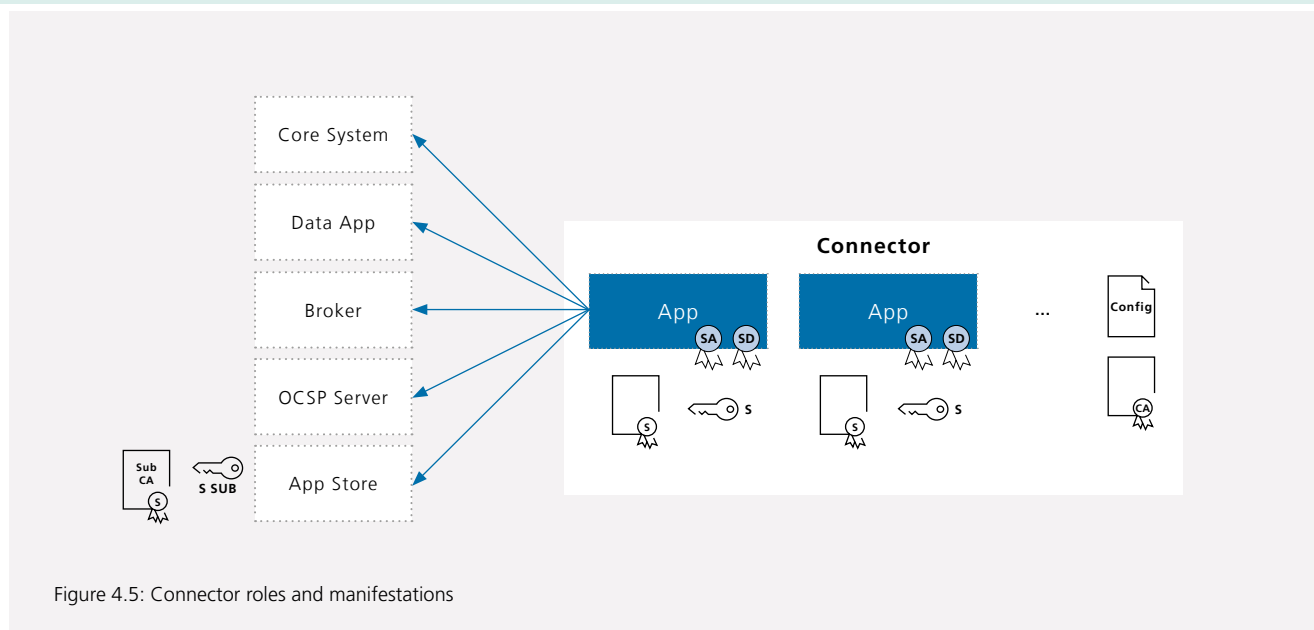 Core System
Data App
Broker
OCSP Server
App Store
Sub
CA
S
S SUB
Connector
App
SA
SD
S
S
App
SA
SD
S
S
...
Config
CA
Figure 4.5: Connector roles and manifestations